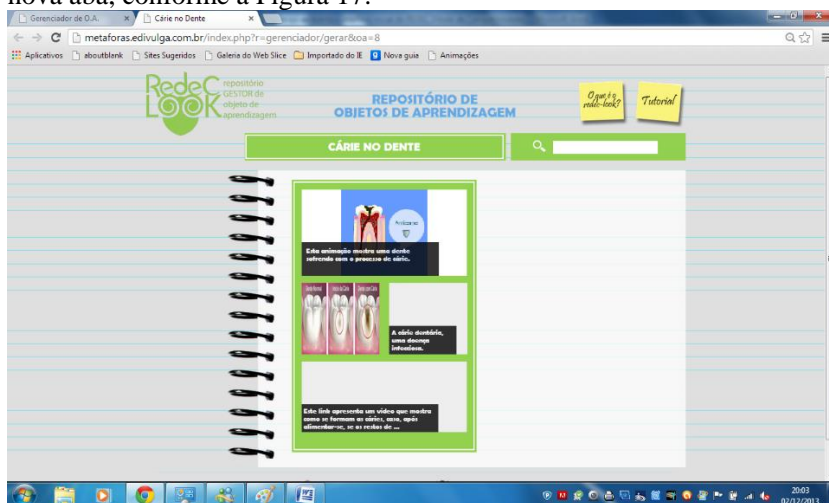 nova aba, conforme a Figura 17.
Gerenciador de O.A.
Cárie no Dente
metaforas.edivulga.com.br/index.php?r=gerenciador/gerar&oa=8
Aplicativos aboutblank Sites Sugeridos Galeria do Web Slice Importado do IE Nova guia Animações
RedeC LOOK
repositório
GESTOR de
objeto de
aprendizagem
REPOSITÓRIO DE
OBJETOS DE APRENDIZAGEM
O que é o
redec-look?
Tutorial
CÁRIE NO DENTE
Esta animação mostra uma dente
sofrendo com o processo de cárie.
A cárie dentária,
uma doença
infecciosa.
Este link apresenta um vídeo que mostra
como se formam as cáries, caso, após
alimentar-se, se os restos de ...
20:03
02/12/2013